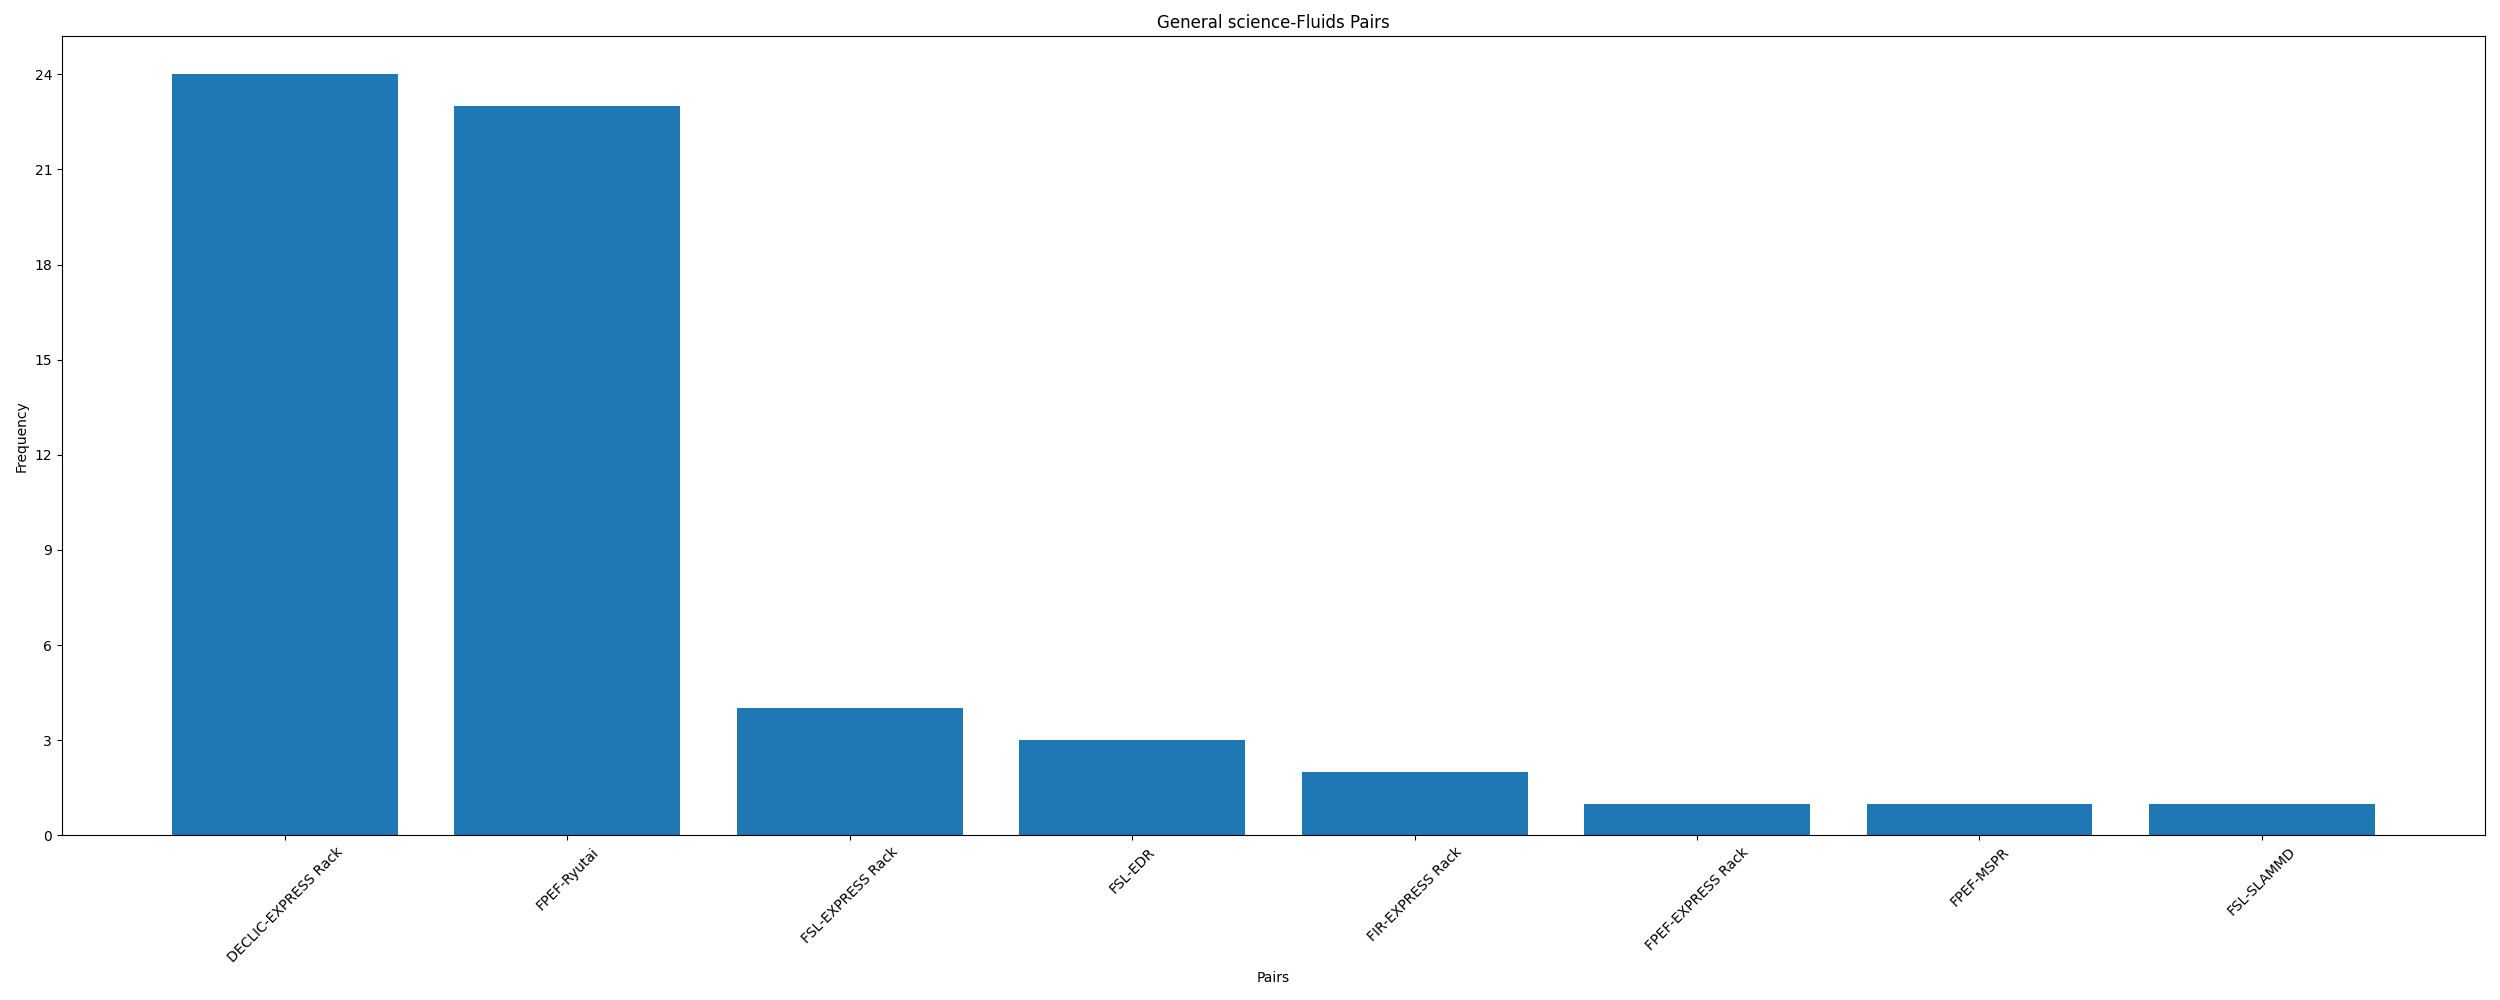 General science-Fluids Pairs
Frequency
24
21
18
15
12
9
6
3
0
DECLIC-EXPRESS Rack
FPEF-Ryutai
FSL-EXPRESS Rack
FSL-EDR
FIR-EXPRESS Rack
FPEF-EXPRESS Rack
FPEF-MSPR
FSL-SLAMMD
Pairs